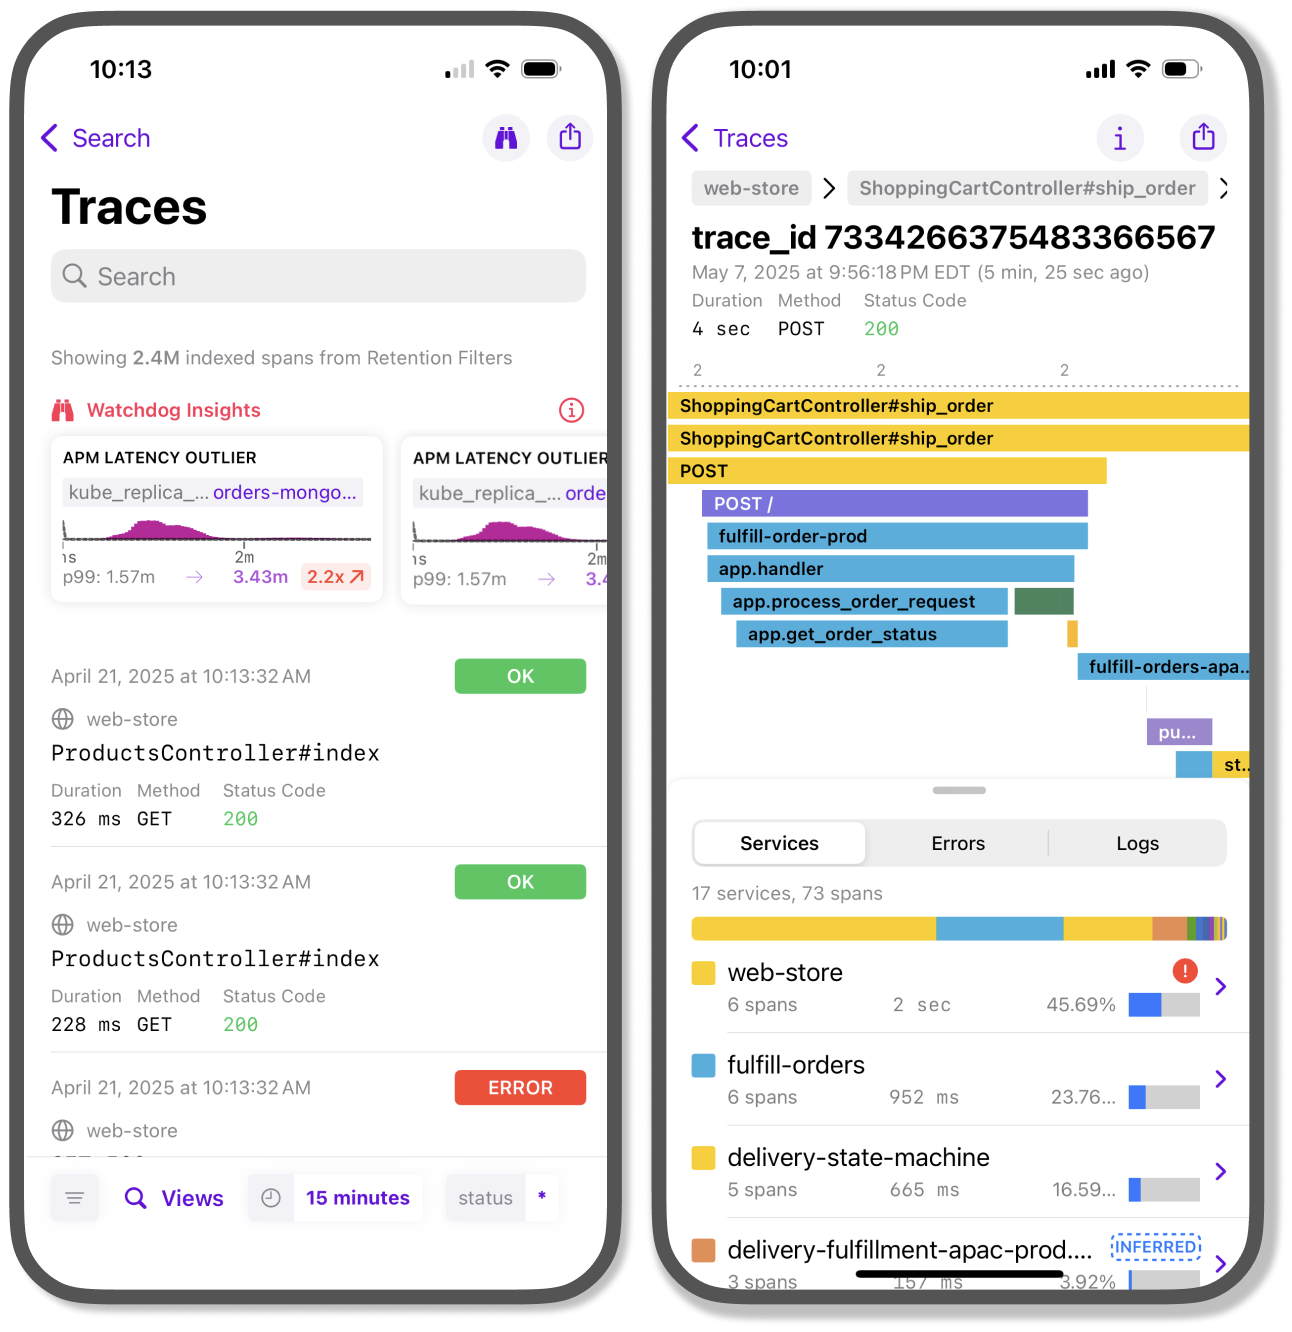 10:13
Search
Traces
Search
Showing 2.4M indexed spans from Retention Filters
Watchdog Insights
APM LATENCY OUTLIER
kube_replica_... orders-mongo...
2m
p99: 1.57m → 3.43m 2.2x
APM LATENCY OUTLIER
kube_replica_... orde
2m
p99: 1.57m → 3.4
April 21, 2025 at 10:13:32 AM OK
web-store
ProductsController#index
Duration Method Status Code
326 ms GET 200
April 21, 2025 at 10:13:32 AM OK
web-store
ProductsController#index
Duration Method Status Code
228 ms GET 200
April 21, 2025 at 10:13:32 AM ERROR
web-store
Views 15 minutes status *
10:01
Traces
web-store ShoppingCartController#ship_order
trace_id 7334266375483366567
May 7, 2025 at 9:56:18 PM EDT (5 min, 25 sec ago)
Duration Method Status Code
4 sec POST 200
2 2 2
ShoppingCartController#ship_order
ShoppingCartController#ship_order
POST
POST /
fulfill-order-prod
app.handler
app.process_order_request
app.get_order_status
fulfill-orders-apa..
pu...
st..
Services Errors Logs
17 services, 73 spans
web-store
6 spans 2 sec 45.69%
fulfill-orders
6 spans 952 ms 23.76...
delivery-state-machine
5 spans 665 ms 16.59...
delivery-fulfillment-apac-prod.... INFERRED
3 spans 157 ms 3.92%